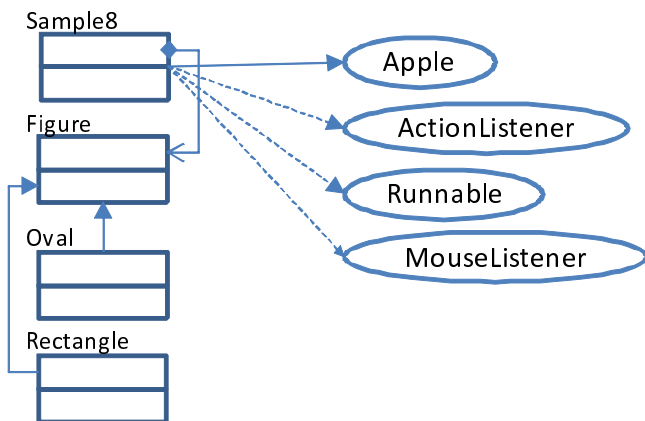 Sample8
Apple
ActionListener
Figure
Runnable
Oval
MouseListener
Rectangle